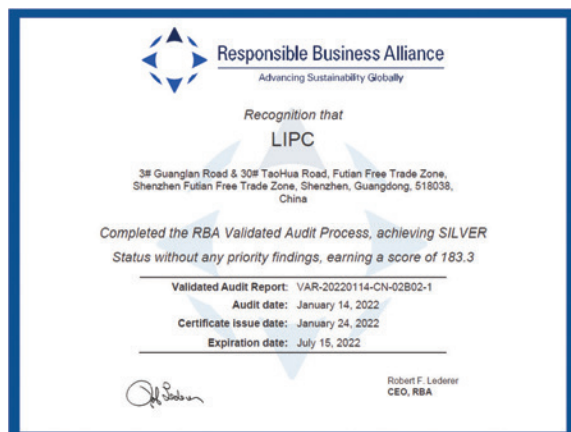 Responsible Business Alliance
Advancing Sustainability Globally
Recognition that
LIPC
3# Guanglan Road & 30# TaoHua Road, Futian Free Trade Zone,
Shenzhen Futian Free Trade Zone, Shenzhen, Guangdong, 518038,
China
Completed the RBA Validated Audit Process, achieving SILVER
Status without any priority findings, earning a score of 183.3
Validated Audit Report: VAR-20220114-CN-02B02-1
Audit date: January 14, 2022
Certificate issue date: January 24, 2022
Expiration date: July 15, 2022
Robert F. Lederer
CEO, RBA